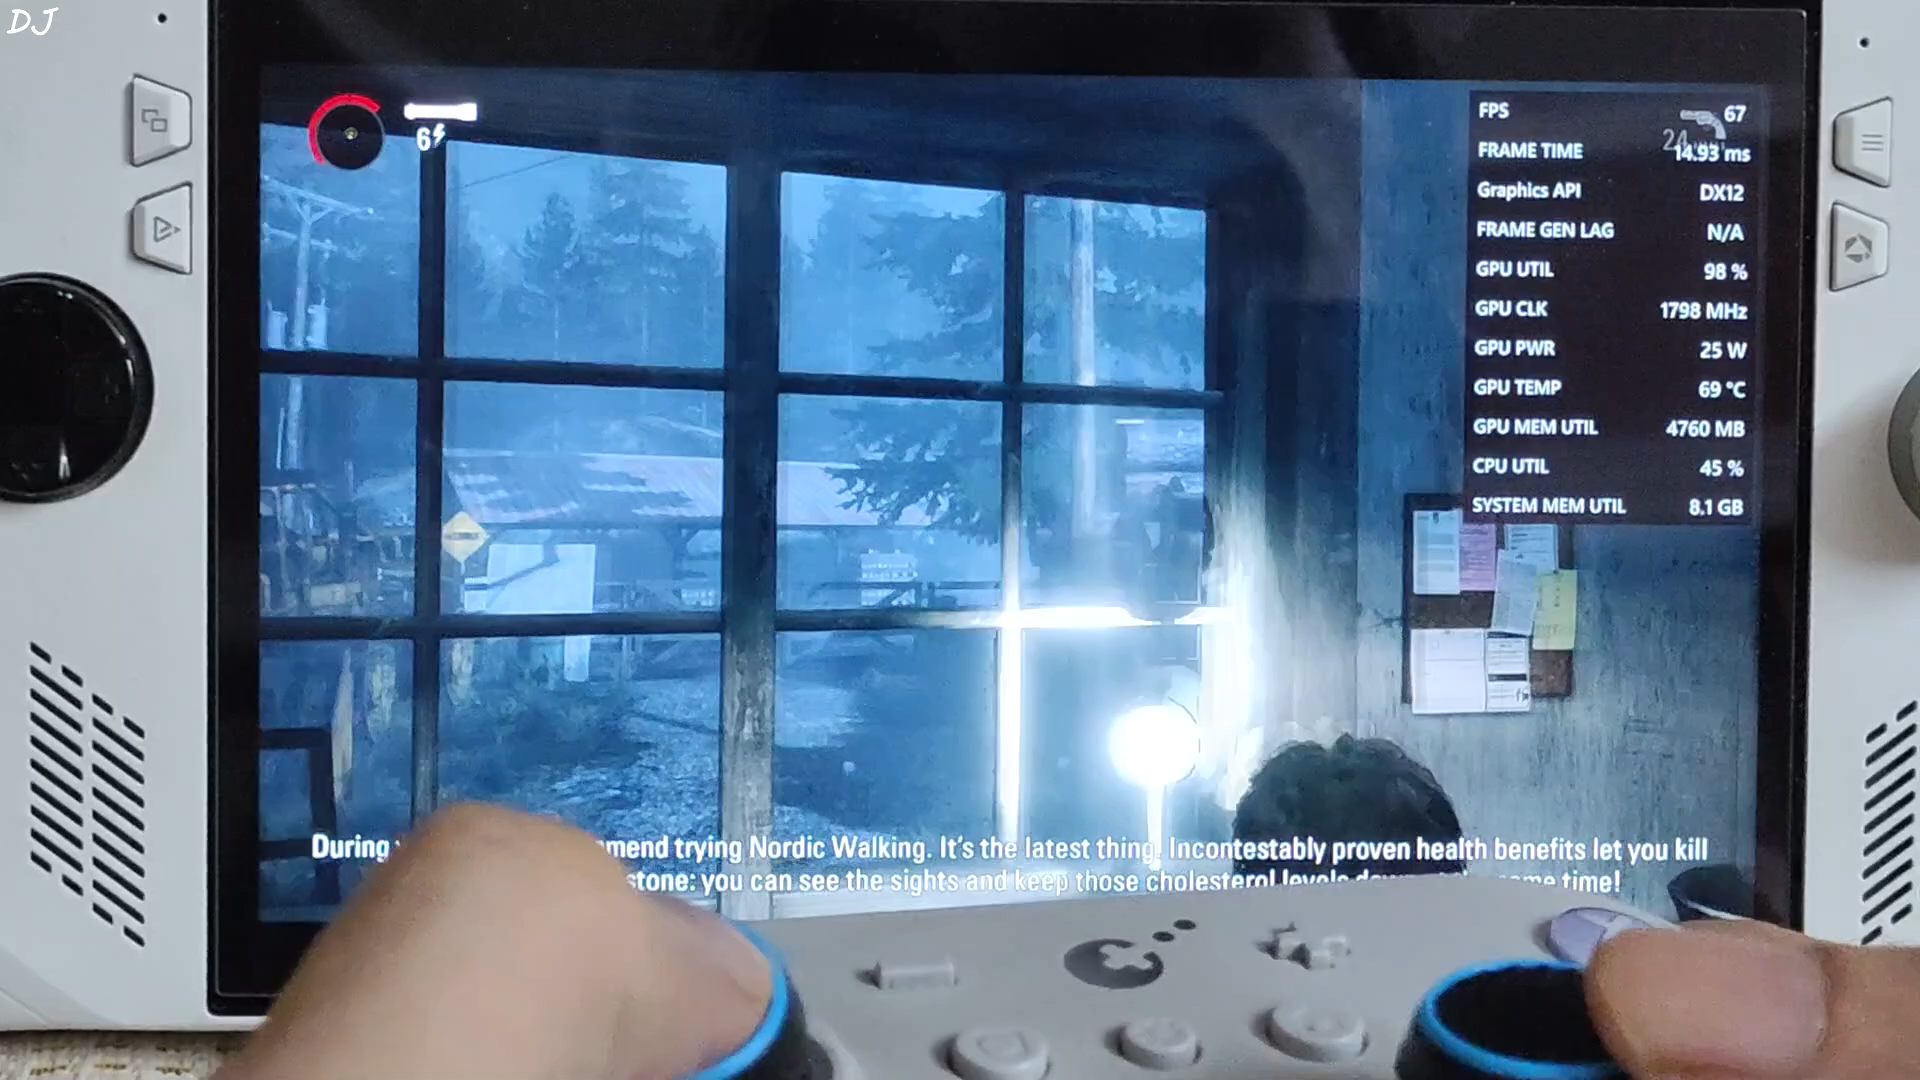 DJ
6
FPS 67
24
FRAME TIME 14.93 ms
Graphics API DX12
FRAME GEN LAG N/A
GPU UTIL 98 %
GPU CLK 1798 MHz
GPU PWR 25 W
GPU TEMP 69 °C
GPU MEM UTIL 4760 MB
CPU UTIL 45 %
SYSTEM MEM UTIL 8.1 GB
During mend trying Nordic Walking. It's the latest thing. Incontestably proven health benefits let you kill
stone: you can see the sights and keep those cholesterol levels time!